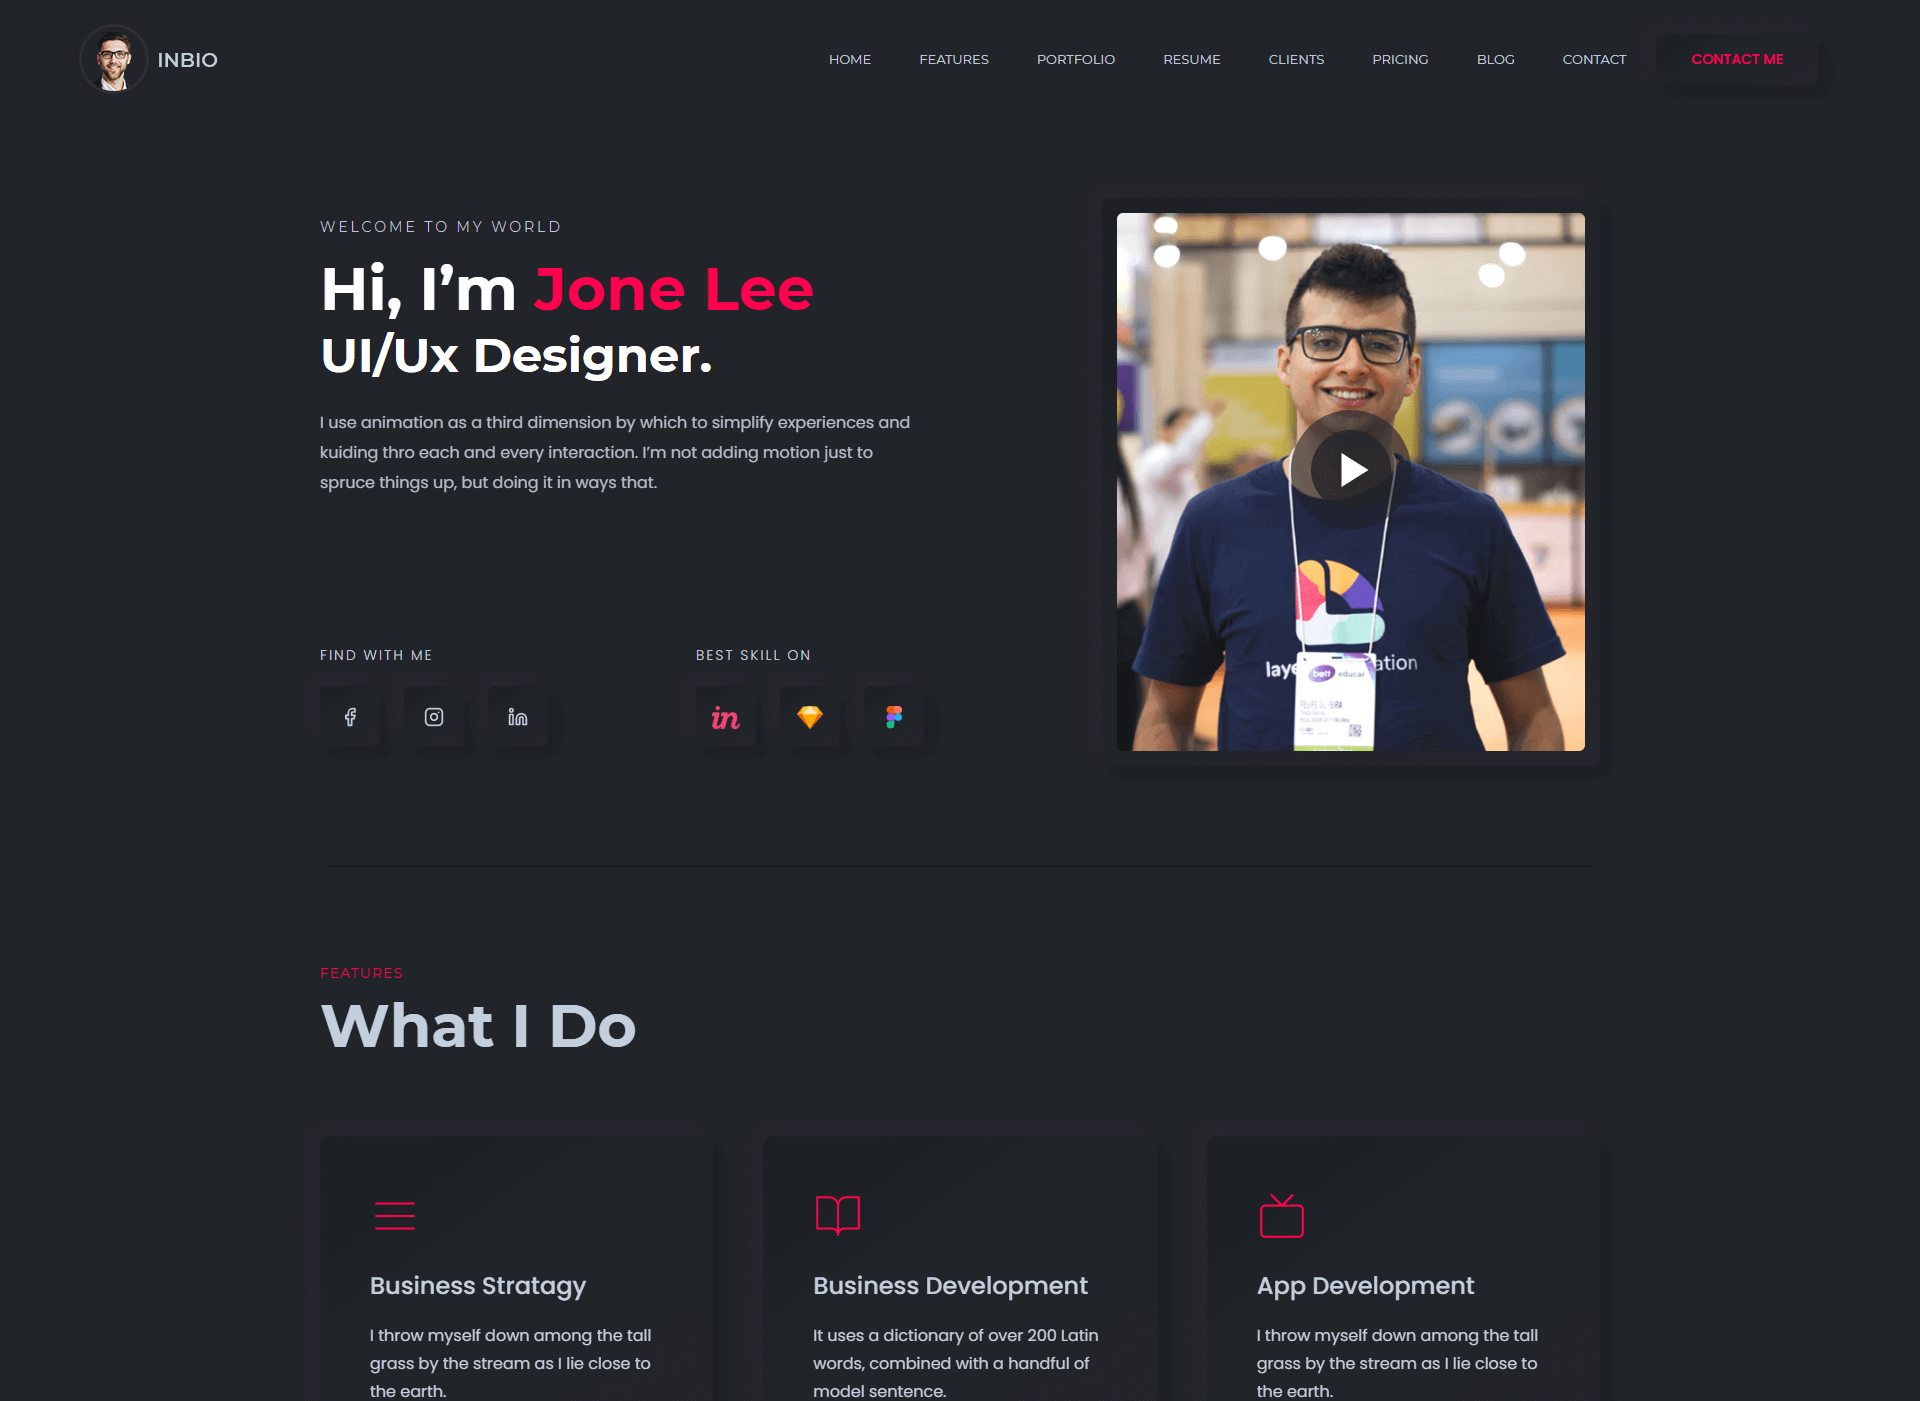 INBIO
HOME FEATURES PORTFOLIO RESUME CLIENTS PRICING BLOG CONTACT CONTACT ME
WELCOME TO MY WORLD
Hi, I’m Jone Lee
UI/Ux Designer.
I use animation as a third dimension by which to simplify experiences and
kuiding thro each and every interaction. I’m not adding motion just to
spruce things up, but doing it in ways that.
FIND WITH ME
BEST SKILL ON
in
bett educar
FEATURES
What I Do
Business Stratagy
I throw myself down among the tall
grass by the stream as I lie close to
the earth.
Business Development
It uses a dictionary of over 200 Latin
words, combined with a handful of
model sentence.
App Development
I throw myself down among the tall
grass by the stream as I lie close to
the earth.